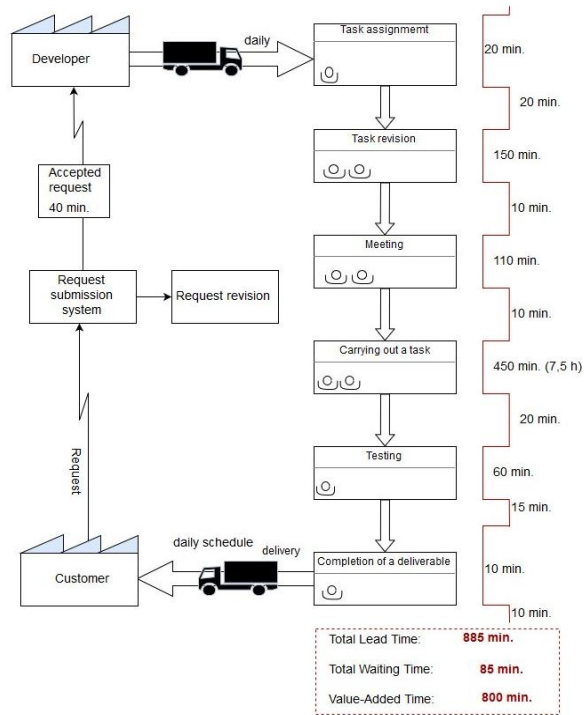 Developer
daily
Task assignmemt
20 min.
20 min.
Task revision
150 min.
Accepted
request
40 min.
10 min.
Meeting
110 min.
Request
submission
system
Request revision
10 min.
Carrying out a task
450 min. (7,5 h)
20 min.
Request
Testing
60 min.
15 min.
daily schedule
delivery
Customer
Completion of a deliverable
10 min.
10 min.
Total Lead Time: 885 min.
Total Waiting Time: 85 min.
Value-Added Time: 800 min.